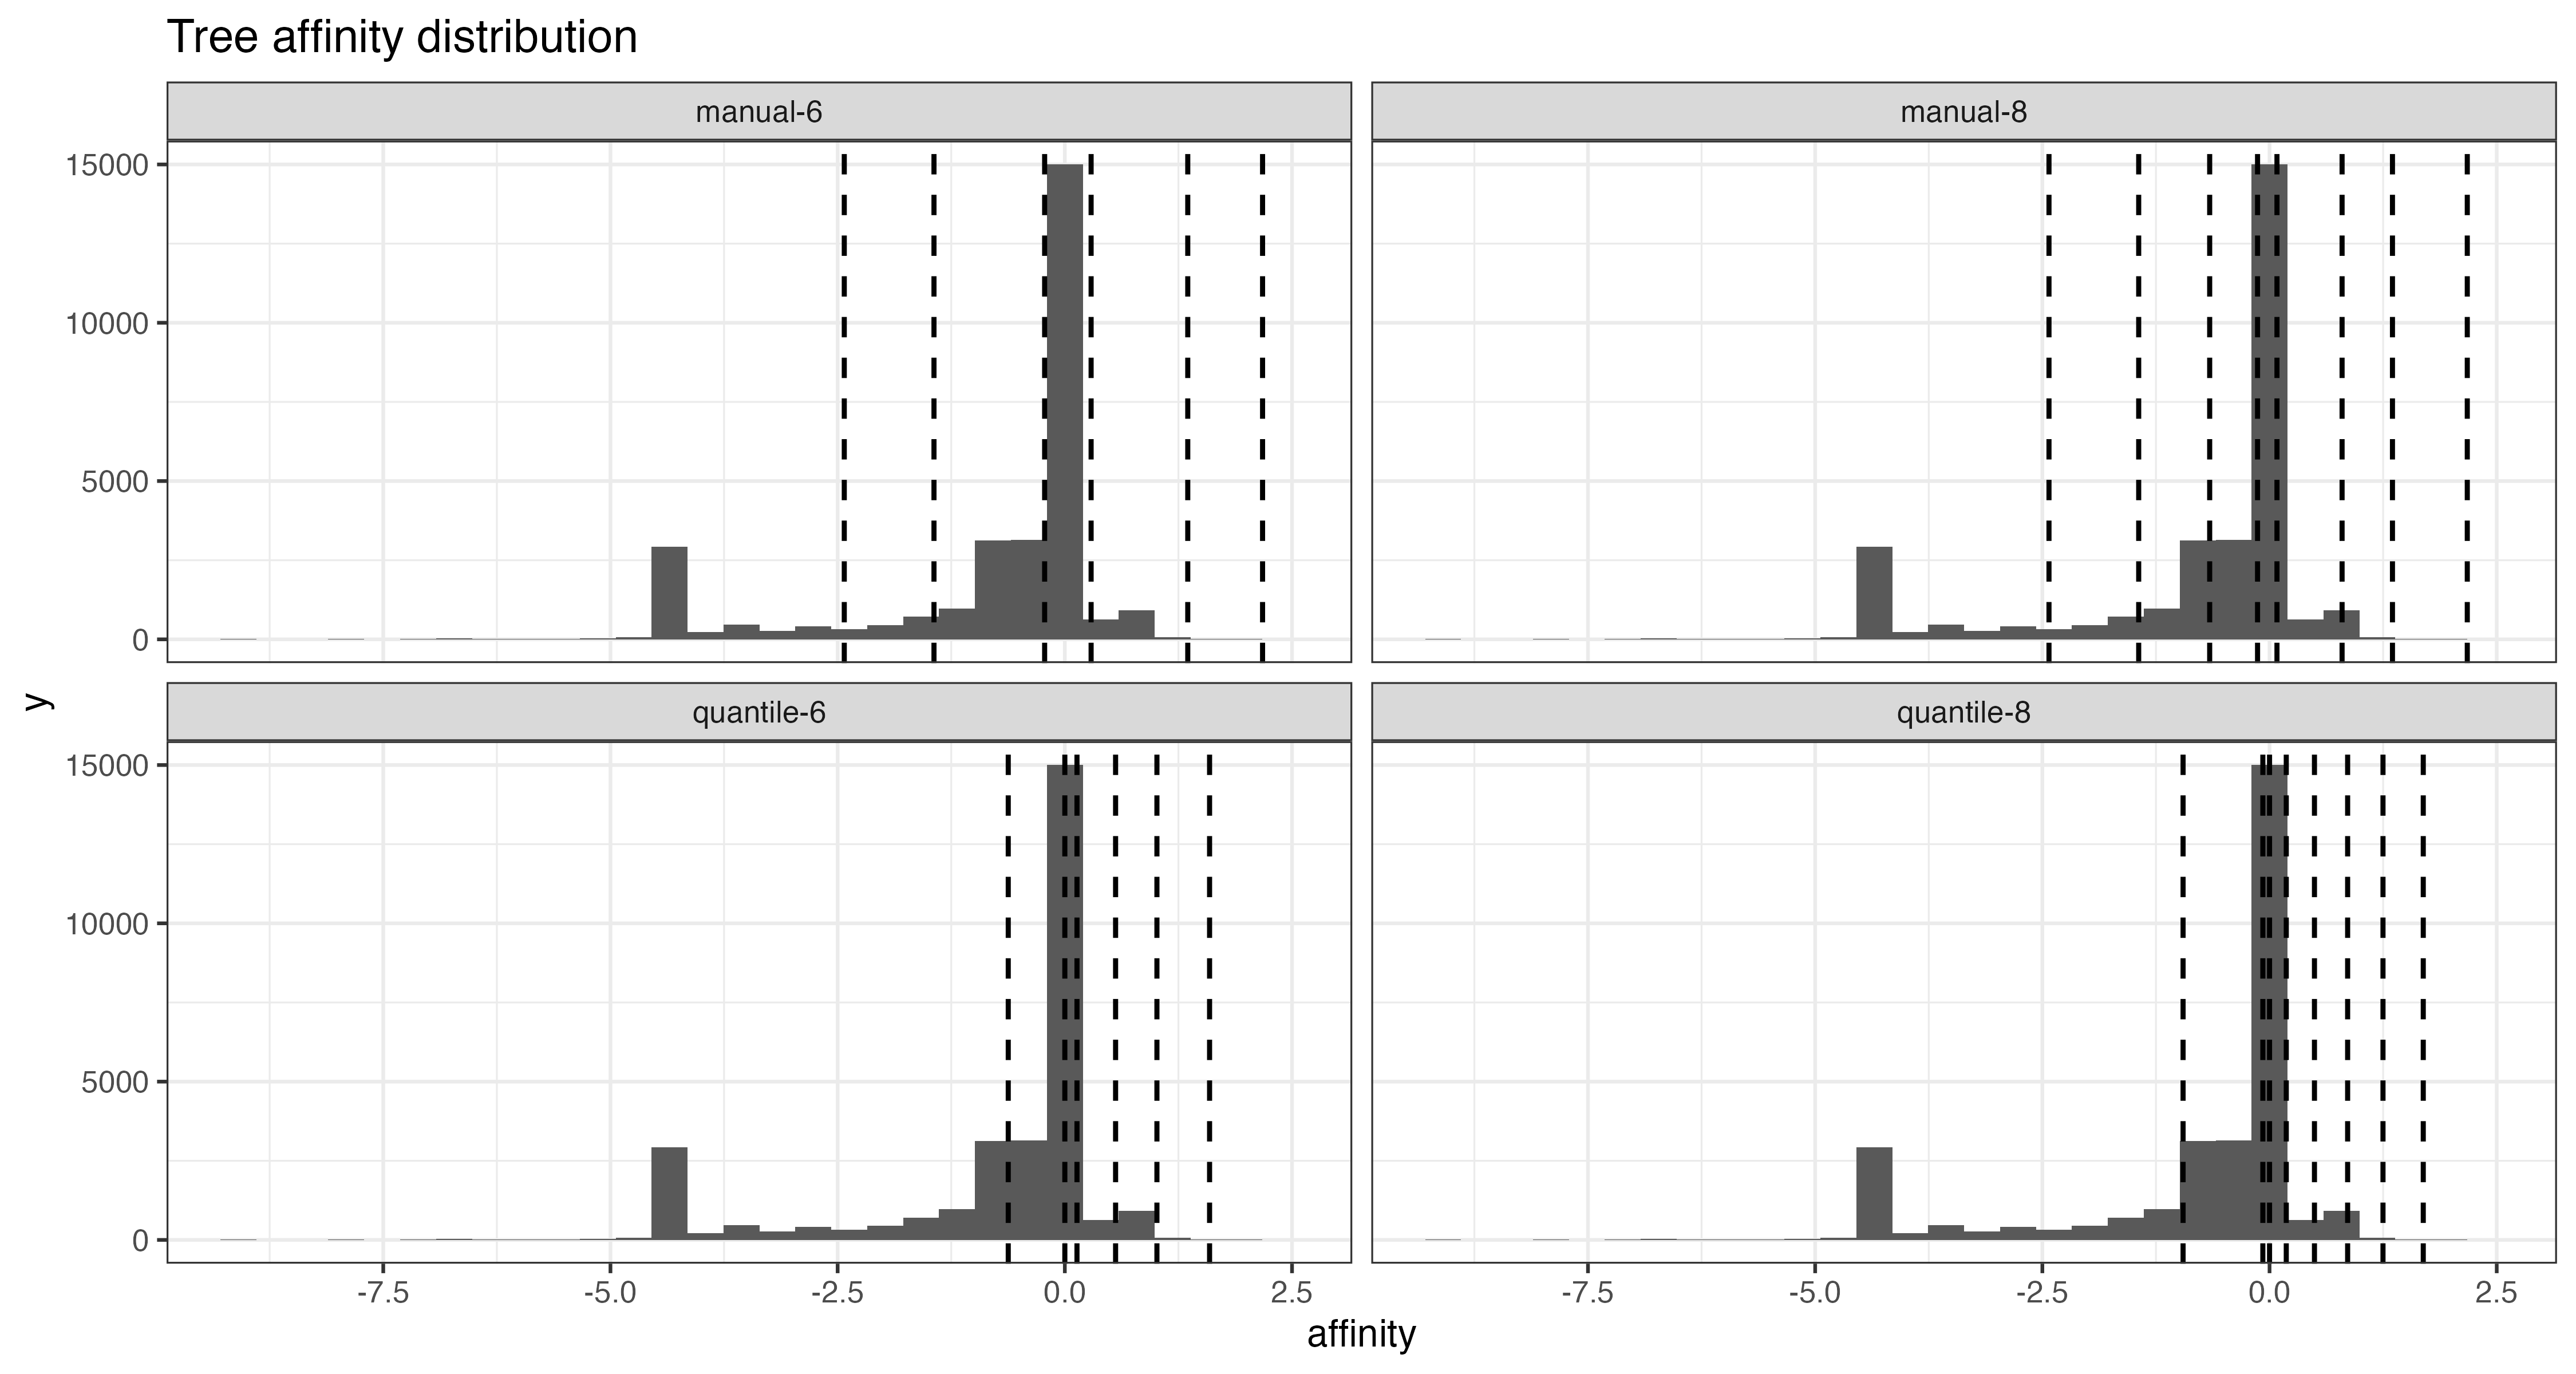 Tree affinity distribution
manual-6
manual-8
15000
10000
5000
0
y
quantile-6
quantile-8
15000
10000
5000
0
-7.5 -5.0 -2.5 0.0 2.5
-7.5 -5.0 -2.5 0.0 2.5
affinity